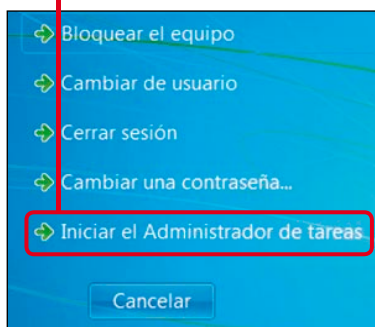 Bloquear el equipo
Cambiar de usuario
Cerrar sesión
Cambiar una contraseña...
Iniciar el Administrador de tareas
Cancelar